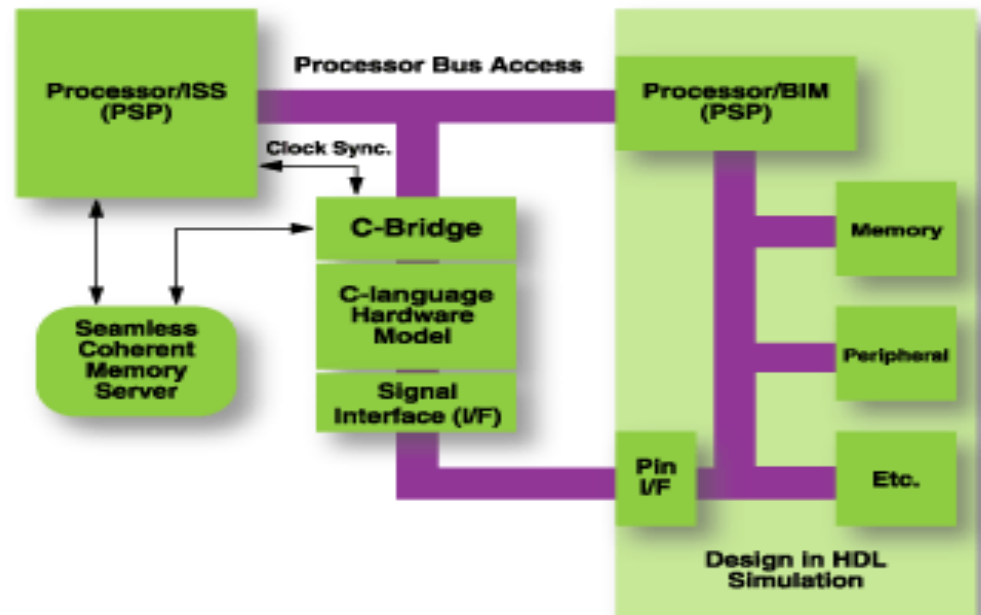 Processor/ISS
(PSP)
Processor Bus Access
Processor/BIM
(PSP)
Clock Sync.
C-Bridge
Memory
C-language
Hardware
Model
Seamless
Coherent
Memory
Server
Peripheral
Signal
Interface (I/F)
Pin
I/F
Etc.
Design in HDL
Simulation